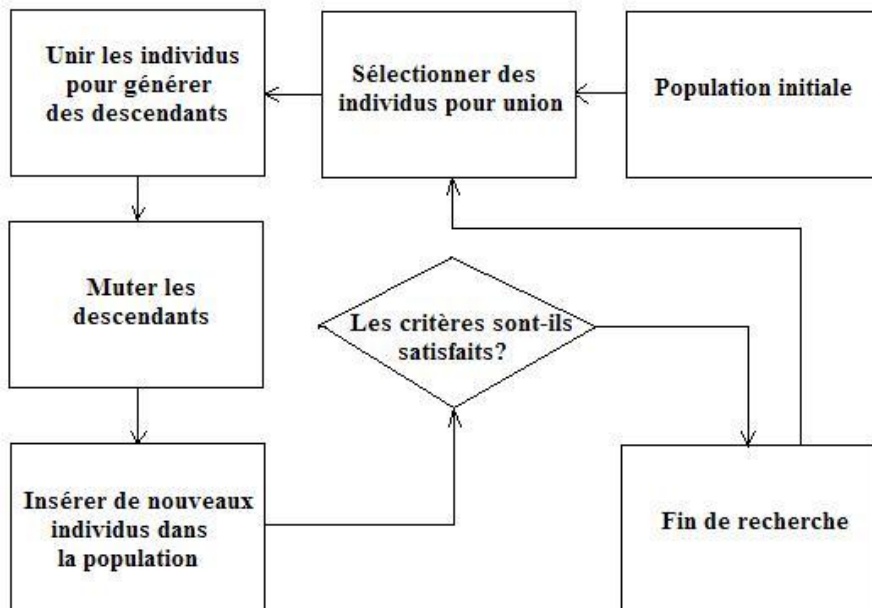 Unir les individus
pour générer
des descendants
Sélectionner des
individus pour union
Population initiale
Muter les
descendants
Les critères sont-ils
satisfaits?
Insérer de nouveaux
individus dans
la population
Fin de recherche